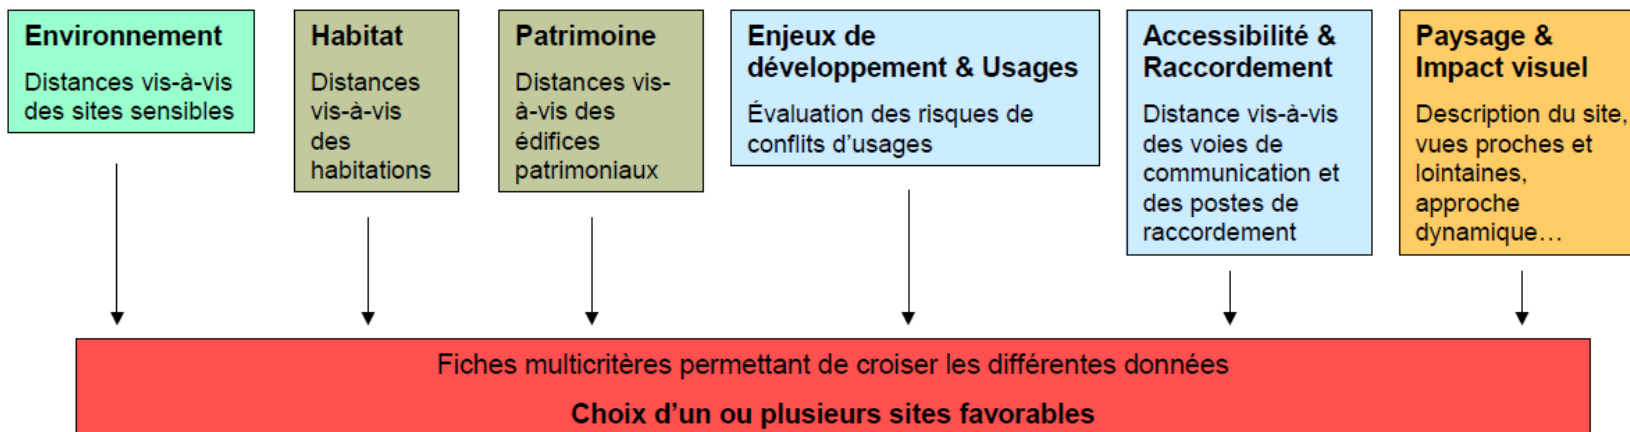 Environnement
Distances vis-à-vis
des sites sensibles
Habitat
Distances
vis-à-vis
des
habitations
Patrimoine
Distances vis-
à-vis des
édifices
patrimoniaux
Enjeux de
développement & Usages
Évaluation des risques de
conflits d’usages
Accessibilité &
Raccordement
Distance vis-à-vis
des voies de
communication et
des postes de
raccordement
Paysage &
Impact visuel
Description du site,
vues proches et
lointaines,
approche
dynamique…
Fiches multicritères permettant de croiser les différentes données
Choix d’un ou plusieurs sites favorables